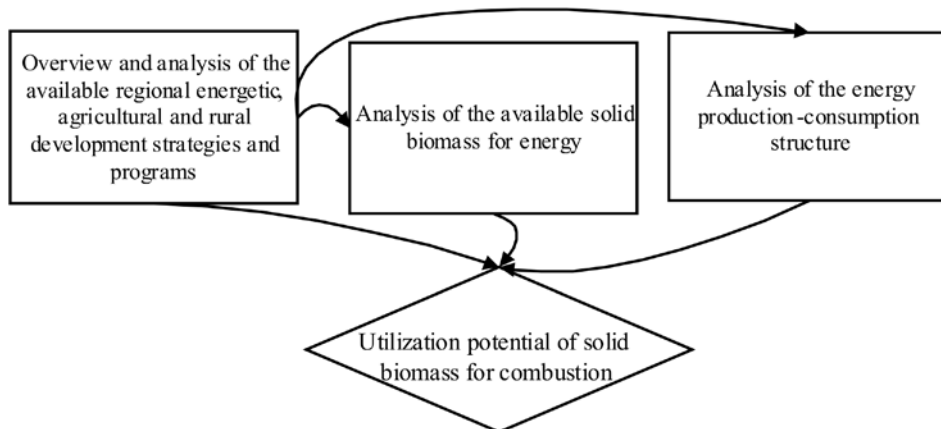 Overview and analysis of the
available regional energetic,
agricultural and rural
development strategies and
programs
Analysis of the available solid
biomass for energy
Analysis of the energy
production-consumption
structure
Utilization potential of solid
biomass for combustion